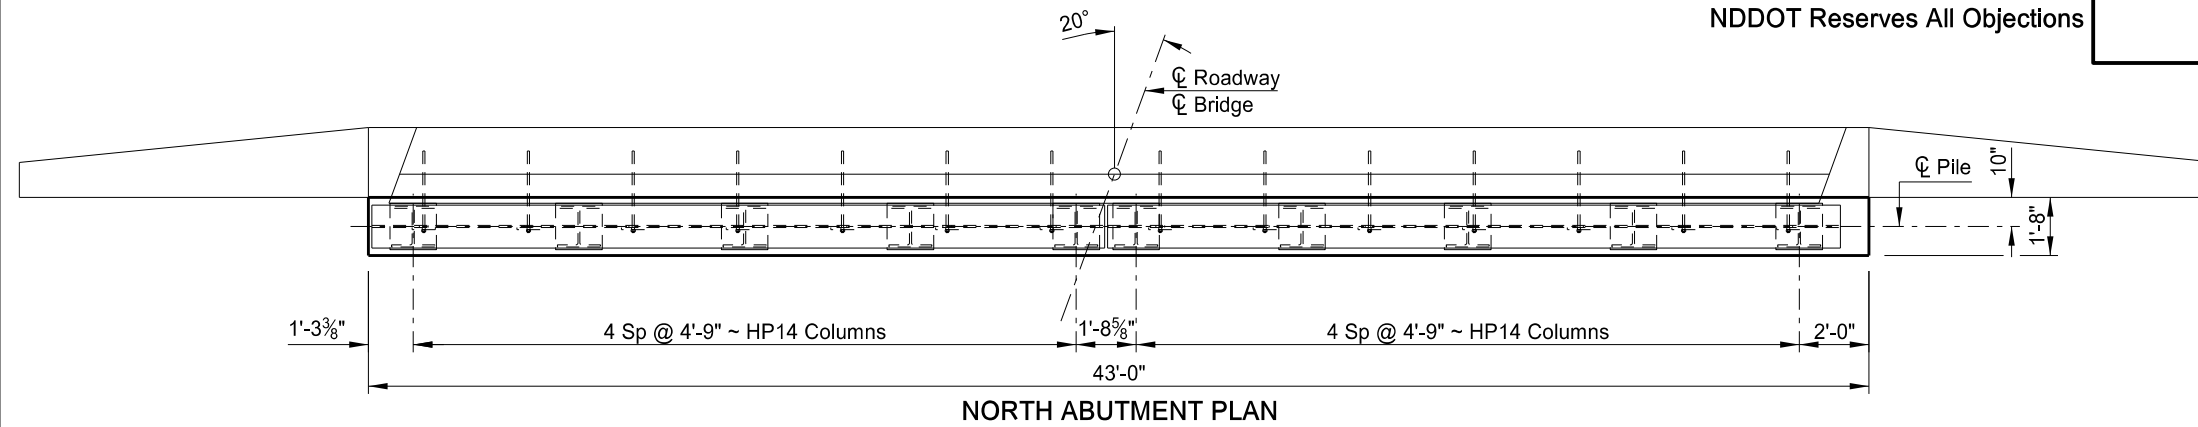 NDDOT Reserves All Objections
20°
℄ Roadway
℄ Bridge
℄ Pile
10"
1'-8"
1'-3⅜"
4 Sp @ 4'-9" ~ HP14 Columns
1'-8⅝"
4 Sp @ 4'-9" ~ HP14 Columns
2'-0"
43'-0"
NORTH ABUTMENT PLAN